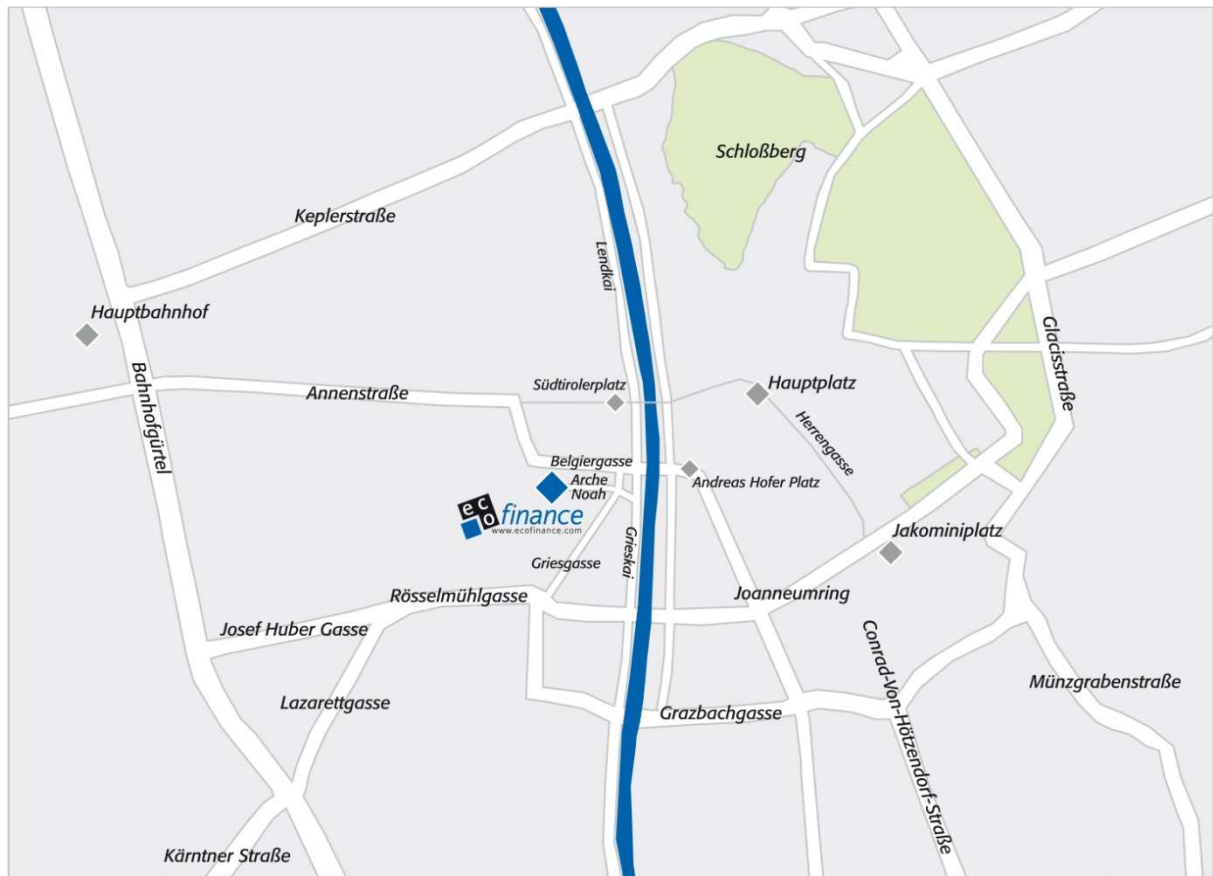 Schloßberg
Keplerstraße
Lendkai
Hauptbahnhof
Glacisstraße
Bahnhofgürtel
Annenstraße
Südtirolerplatz
Hauptplatz
Herrengasse
Belgiergasse
Arche
Noah
Andreas Hofer Platz
eco
finance
www.ecofinance.com
Grieskai
Jakominiplatz
Griesgasse
Rösselmühlgasse
Joanneumring
Josef Huber Gasse
Conrad-Von-Hötzendorf-Straße
Lazarettgasse
Grazbachgasse
Münzgrabenstraße
Kärntner Straße